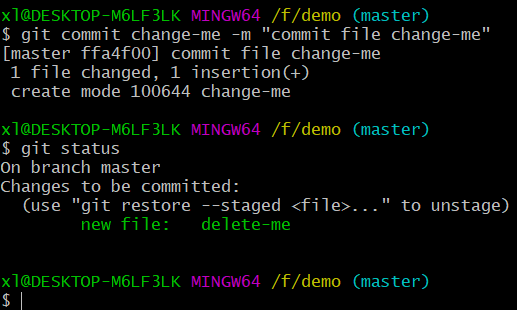 xl@DESKTOP-M6LF3LK MINGW64 /f/demo (master)
$ git commit change-me -m "commit file change-me"
[master ffa4f00] commit file change-me
 1 file changed, 1 insertion(+)
 create mode 100644 change-me
xl@DESKTOP-M6LF3LK MINGW64 /f/demo (master)
$ git status
On branch master
Changes to be committed:
  (use "git restore --staged <file>..." to unstage)
        new file:   delete-me
xl@DESKTOP-M6LF3LK MINGW64 /f/demo (master)
$